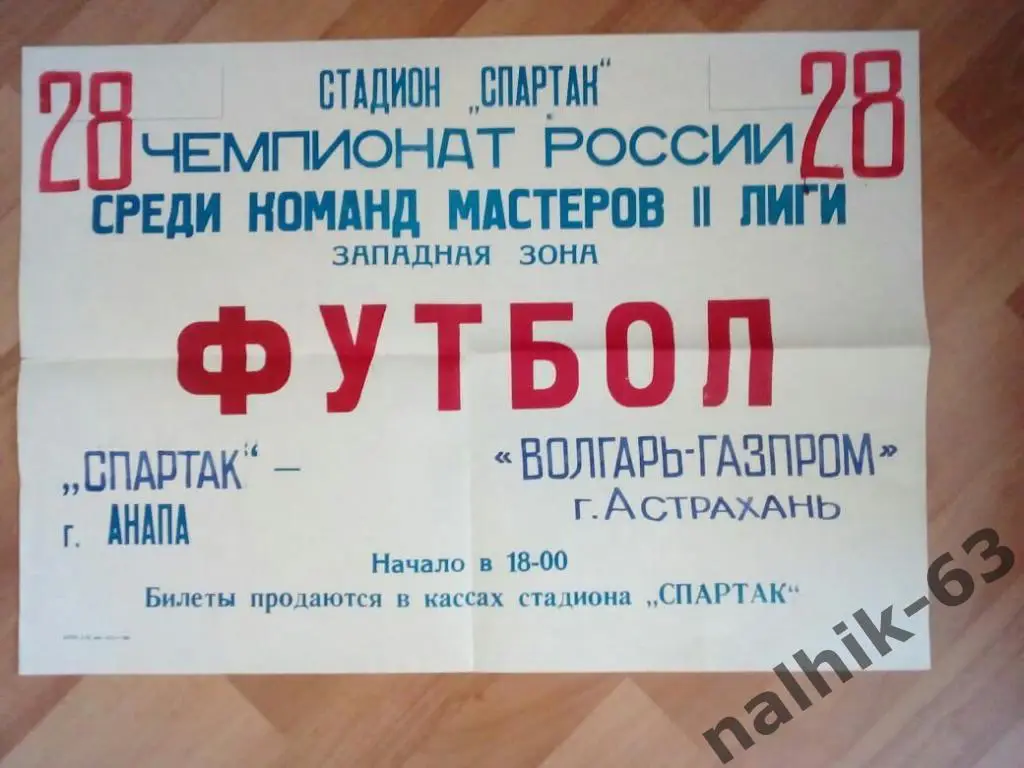 СТАДИОН „СПАРТАК“
28 ЧЕМПИОНАТ РОССИИ 28
СРЕДИ КОМАНД МАСТЕРОВ II ЛИГИ
ЗАПАДНАЯ ЗОНА
ФУТБОЛ
„СПАРТАК“ — «ВОЛГАРЬ-ГАЗПРОМ»
г. АНАПА г. АСТРАХАНЬ
Начало в 18-00
Билеты продаются в кассах стадиона „СПАРТАК“
nalhik-63